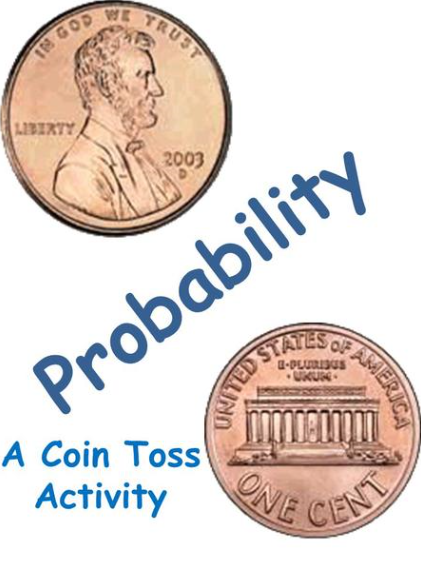 IN GOD WE TRUST
LIBERTY
2003
D
Probability
UNITED STATES OF AMERICA
E·PLURIBUS
·UNUM·
ONE CENT
A Coin Toss
Activity